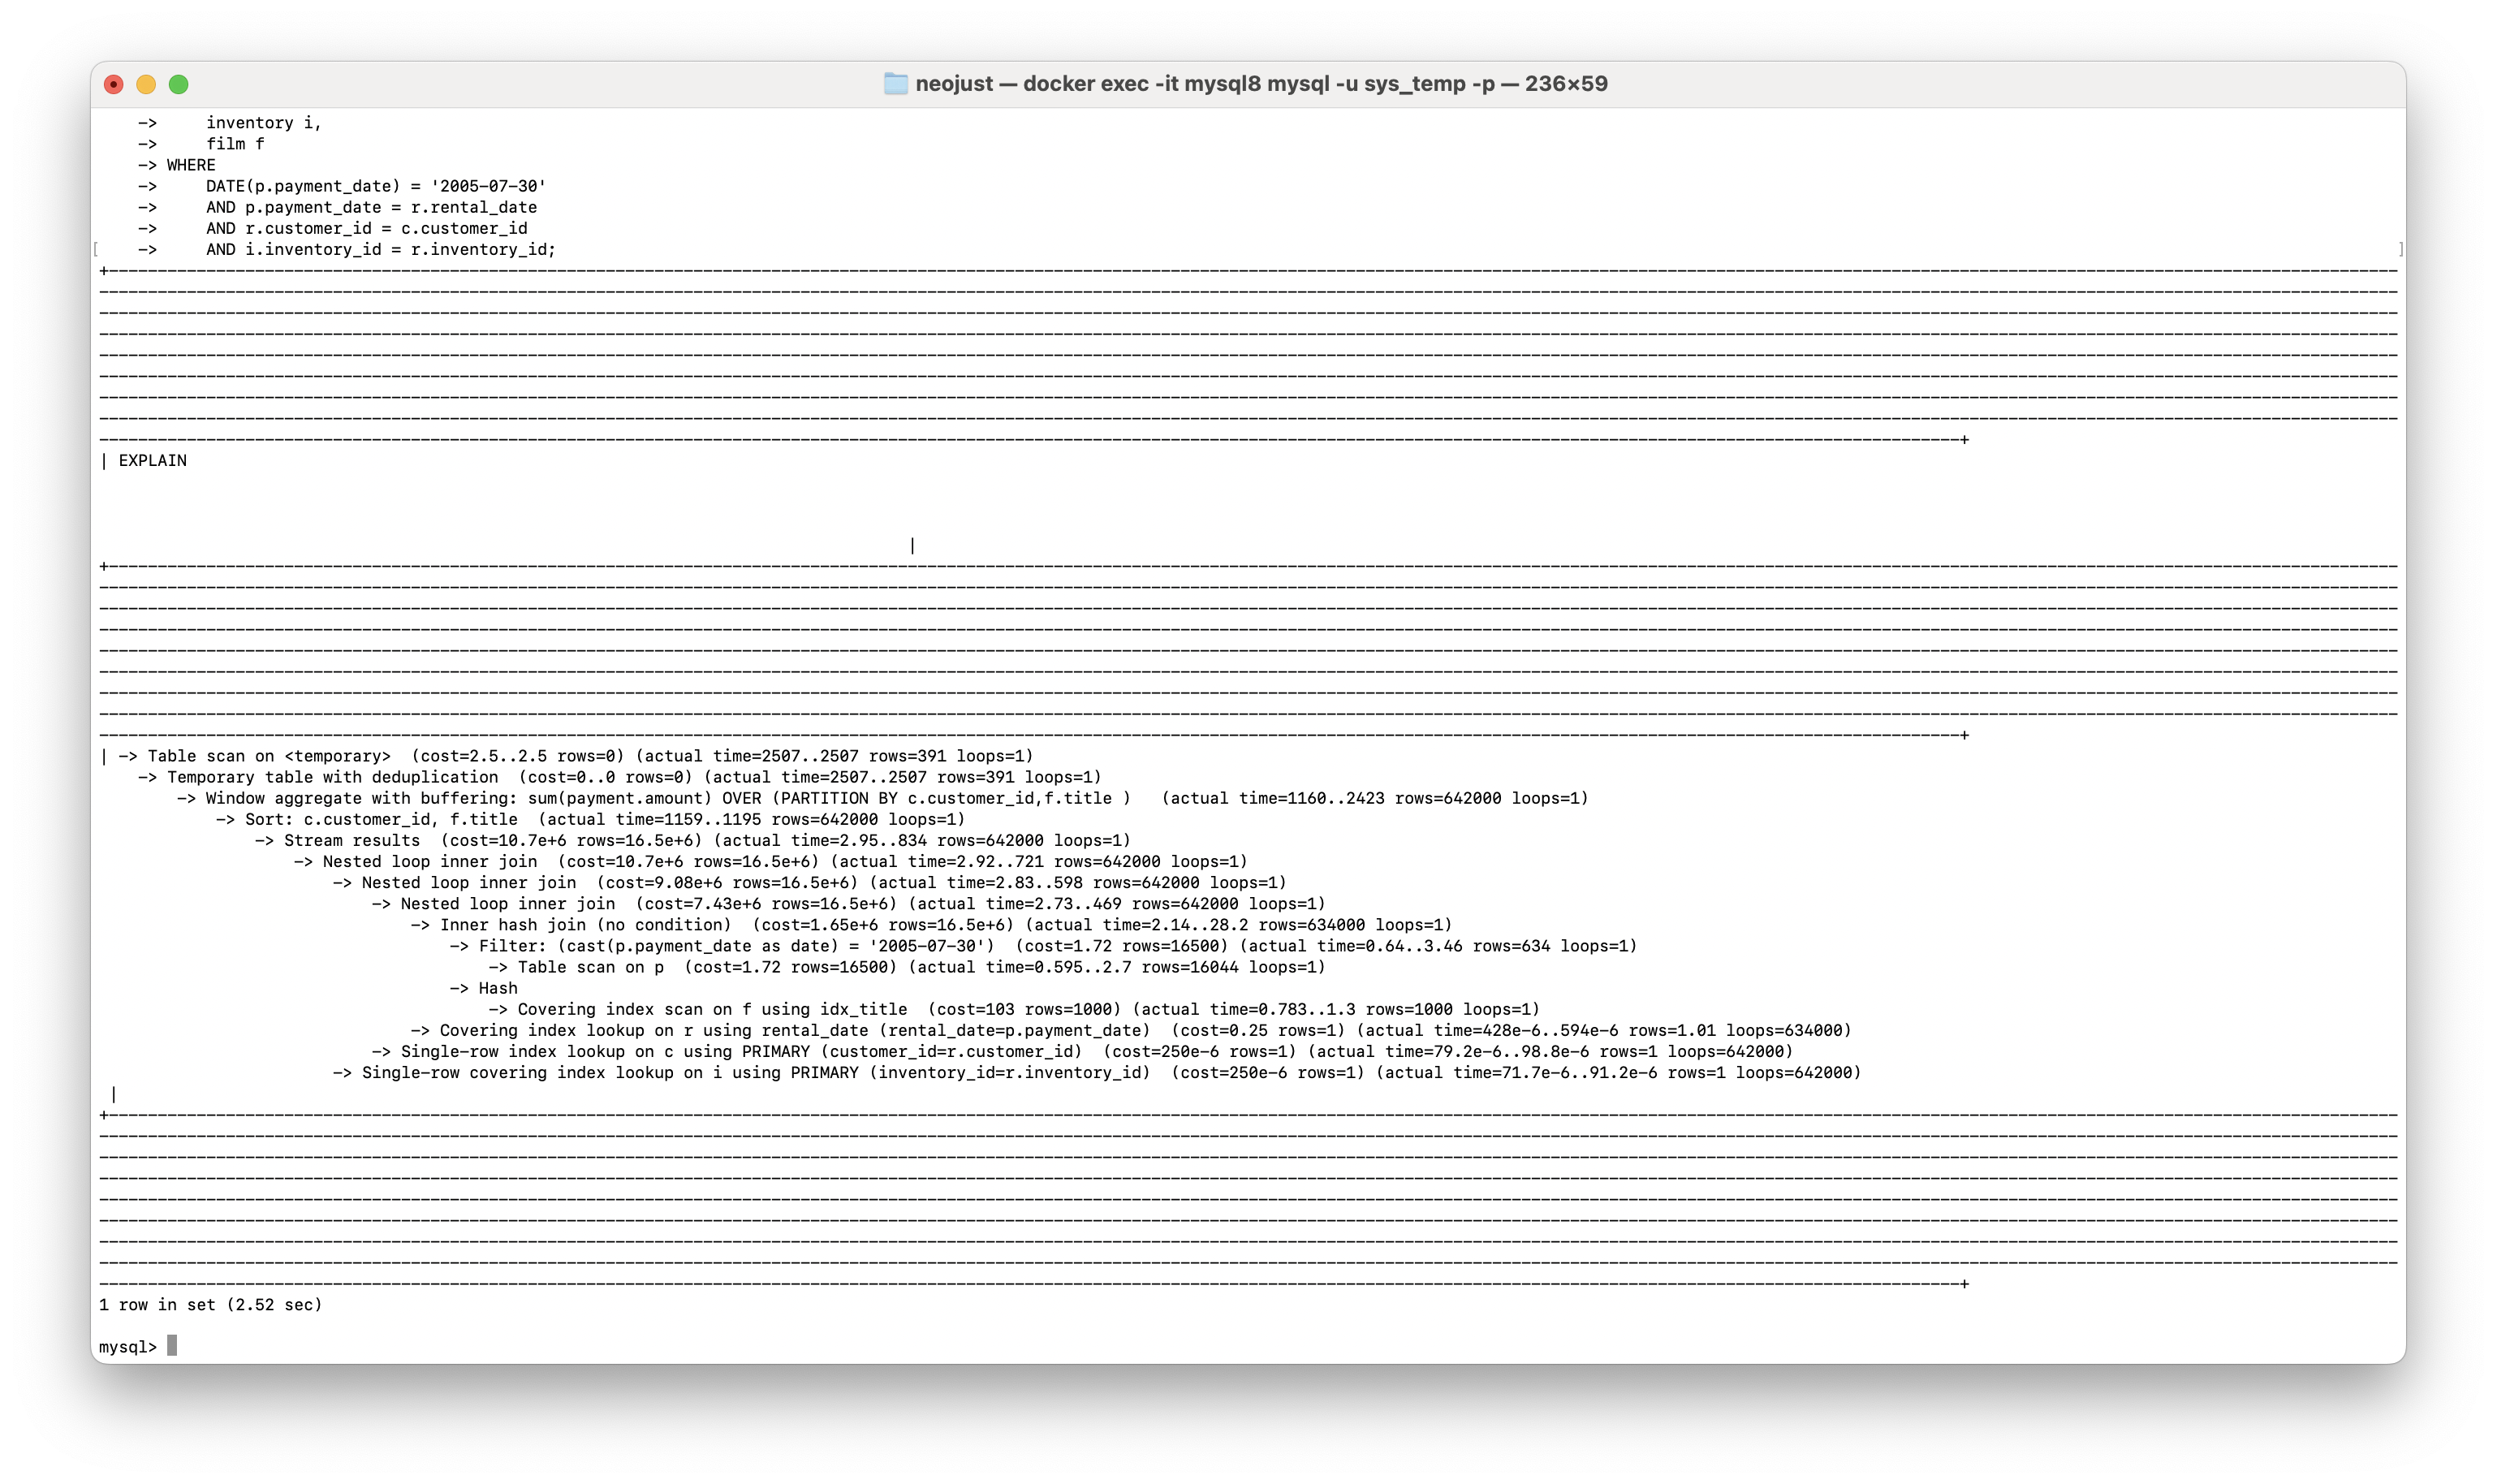 neojust — docker exec -it mysql8 mysql -u sys_temp -p — 236×59
    ->     inventory i,
    ->     film f
    -> WHERE
    ->     DATE(p.payment_date) = '2005-07-30'
    ->     AND p.payment_date = r.rental_date
    ->     AND r.customer_id = c.customer_id
[    ->     AND i.inventory_id = r.inventory_id;    ]
| EXPLAIN
|
| -> Table scan on <temporary>  (cost=2.5..2.5 rows=0) (actual time=2507..2507 rows=391 loops=1)
    -> Temporary table with deduplication  (cost=0..0 rows=0) (actual time=2507..2507 rows=391 loops=1)
        -> Window aggregate with buffering: sum(payment.amount) OVER (PARTITION BY c.customer_id,f.title )   (actual time=1160..2423 rows=642000 loops=1)
            -> Sort: c.customer_id, f.title  (actual time=1159..1195 rows=642000 loops=1)
                -> Stream results  (cost=10.7e+6 rows=16.5e+6) (actual time=2.95..834 rows=642000 loops=1)
                    -> Nested loop inner join  (cost=10.7e+6 rows=16.5e+6) (actual time=2.92..721 rows=642000 loops=1)
                        -> Nested loop inner join  (cost=9.08e+6 rows=16.5e+6) (actual time=2.83..598 rows=642000 loops=1)
                            -> Nested loop inner join  (cost=7.43e+6 rows=16.5e+6) (actual time=2.73..469 rows=642000 loops=1)
                                -> Inner hash join (no condition)  (cost=1.65e+6 rows=16.5e+6) (actual time=2.14..28.2 rows=634000 loops=1)
                                    -> Filter: (cast(p.payment_date as date) = '2005-07-30')  (cost=1.72 rows=16500) (actual time=0.64..3.46 rows=634 loops=1)
                                        -> Table scan on p  (cost=1.72 rows=16500) (actual time=0.595..2.7 rows=16044 loops=1)
                                    -> Hash
                                        -> Covering index scan on f using idx_title  (cost=103 rows=1000) (actual time=0.783..1.3 rows=1000 loops=1)
                                -> Covering index lookup on r using rental_date (rental_date=p.payment_date)  (cost=0.25 rows=1) (actual time=428e-6..594e-6 rows=1.01 loops=634000)
                            -> Single-row index lookup on c using PRIMARY (customer_id=r.customer_id)  (cost=250e-6 rows=1) (actual time=79.2e-6..98.8e-6 rows=1 loops=642000)
                        -> Single-row covering index lookup on i using PRIMARY (inventory_id=r.inventory_id)  (cost=250e-6 rows=1) (actual time=71.7e-6..91.2e-6 rows=1 loops=642000)
|
1 row in set (2.52 sec)
mysql>